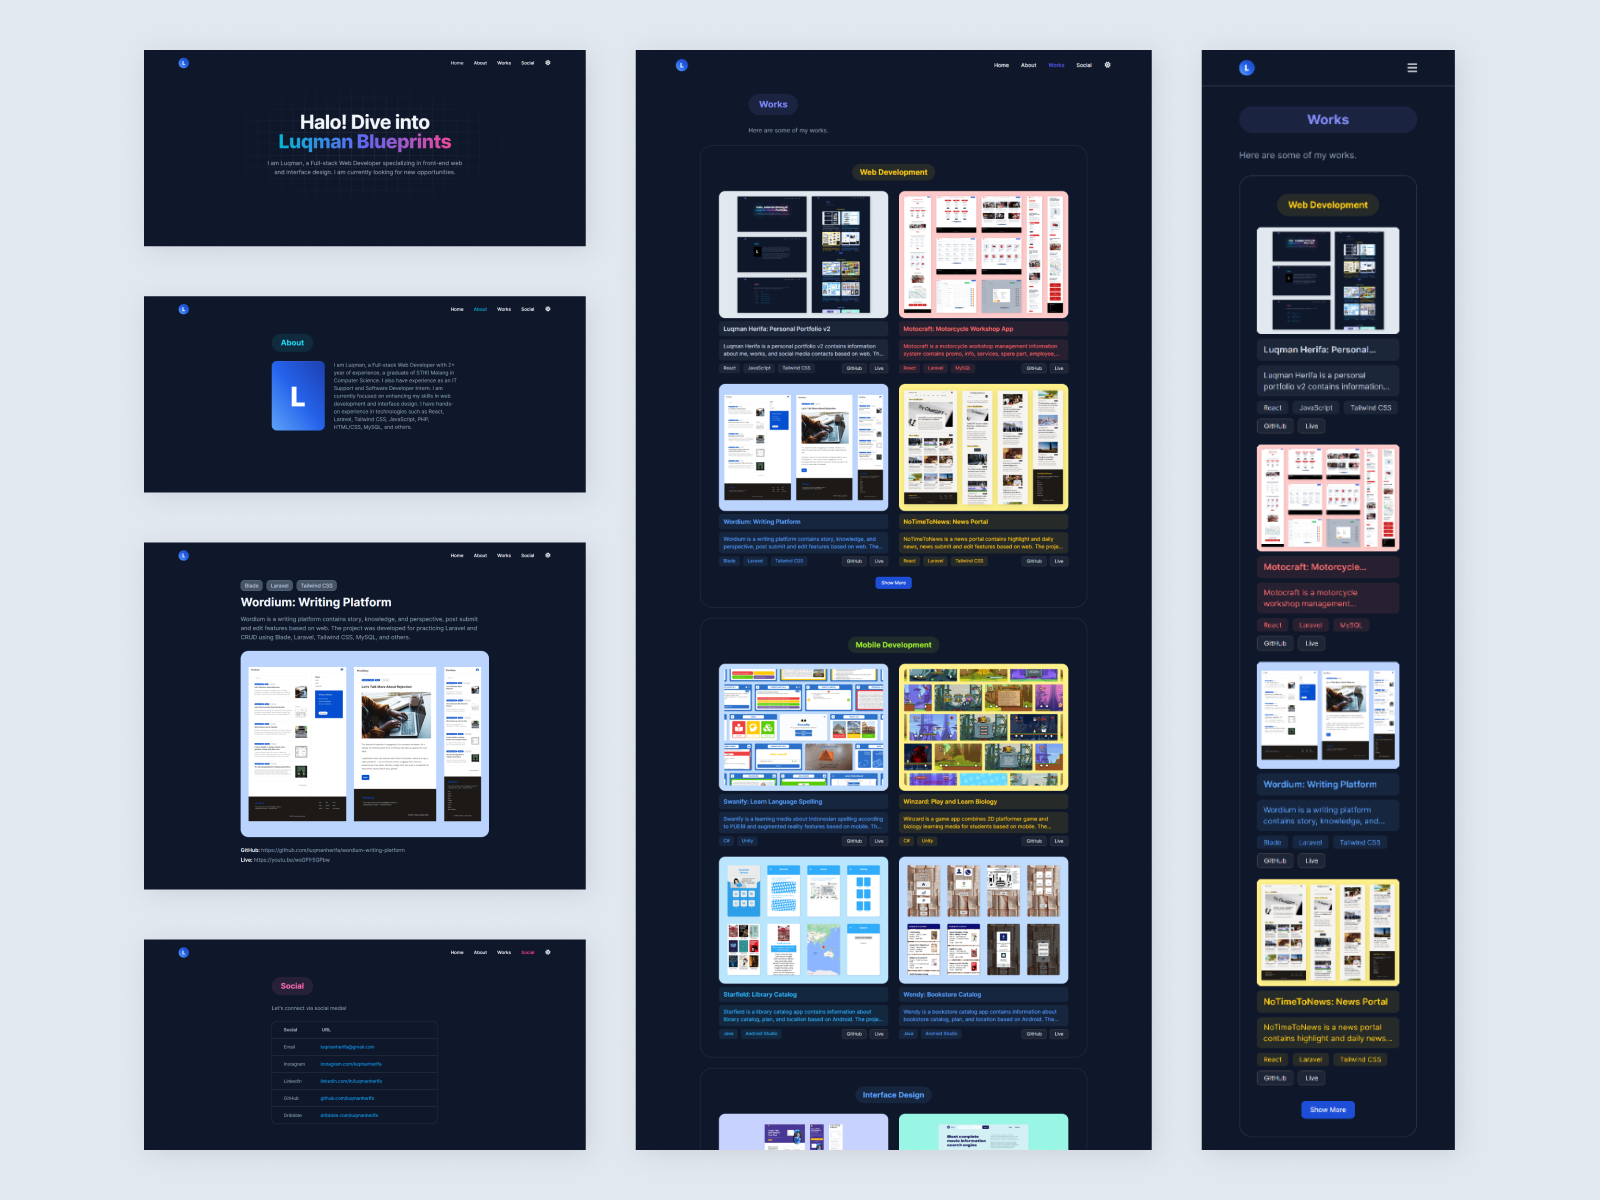 L
Home About Works Social
Halo! Dive into
Luqman Blueprints
I am Luqman, a Full-stack Web Developer specializing in front-end web
and interface design. I am currently looking for new opportunities.
L
Home About Works Social
About
L
I am Luqman, a Full-stack Web Developer with 2+
year of experience, a graduate of STIKI Malang in
Computer Science. I also have experience as an IT
Support and Software Developer Intern. I am
currently focused on enhancing my skills in web
development and interface design. I have hands-
on experience in technologies such as React,
Laravel, Tailwind CSS, JavaScript, PHP,
HTML/CSS, MySQL, and others.
L
Home About Works Social
Blade Laravel Tailwind CSS
Wordium: Writing Platform
Wordium is a writing platform contains story, knowledge, and perspective, post submit
and edit features based on web. The project was developed for practicing Laravel and
CRUD using Blade, Laravel, Tailwind CSS, MySQL, and others.
Let's Talk More About Rejection
GitHub: https://github.com/luqmanherifa/wordium-writing-platform
L
Home About Works Social
Social
Let's connect via social media!
Social URL
Email luqmanherifa@gmail.com
Instagram instagram.com/luqmanherifa
LinkedIn linkedin.com/in/luqmanherifa
GitHub github.com/luqmanherifa
Dribbble dribbble.com/luqmanherifa
L
Home About Works Social
Works
Here are some of my works.
Web Development
Luqman Herifa: Personal Portfolio v2
Luqman Herifa is a personal portfolio v2 contains information
about me, works, and social media contacts based on web. Th...
React JavaScript Tailwind CSS GitHub Live
Motocraft: Motorcycle Workshop App
Motocraft is a motorcycle workshop management information
system contains promo, info, services, spare part, employee,...
React Laravel MySQL GitHub Live
Wordium: Writing Platform
Wordium is a writing platform contains story, knowledge, and
perspective, post submit and edit features based on web. The...
Blade Laravel Tailwind CSS GitHub Live
NoTimeToNews: News Portal
NoTimeToNews is a news portal contains highlight and daily
news, news submit and edit features based on web. The proje...
React Laravel Tailwind CSS GitHub Live
Show More
Mobile Development
Swanify: Learn Language Spelling
Swanify is a learning media about Indonesian spelling according
to PUEBI and augmented reality features based on mobile. Th...
C# Unity GitHub Live
Winzard: Play and Learn Biology
Winzard is a game app combines 2D platformer game and
biology learning media for students based on mobile. The...
C# Unity GitHub Live
Starfield: Library Catalog
Starfield is a library catalog app contains information about
library catalog, plan, and location based on Android. The proje...
Java Android Studio GitHub Live
Wendy: Bookstore Catalog
Wendy is a bookstore catalog app contains information about
bookstore catalog, plan, and location based on Android. The...
Java Android Studio GitHub Live
Interface Design
Most complete
movie information
search engine
L
Works
Here are some of my works.
Web Development
Luqman Herifa: Personal...
Luqman Herifa is a personal
portfolio v2 contains information...
React JavaScript Tailwind CSS
GitHub Live
Motocraft: Motorcycle...
Motocraft is a motorcycle
workshop management...
React Laravel MySQL
GitHub Live
Wordium: Writing Platform
Wordium is a writing platform
contains story, knowledge, and...
Blade Laravel Tailwind CSS
GitHub Live
NoTimeToNews: News Portal
NoTimeToNews is a news portal
contains highlight and daily news...
React Laravel Tailwind CSS
GitHub Live
Show More